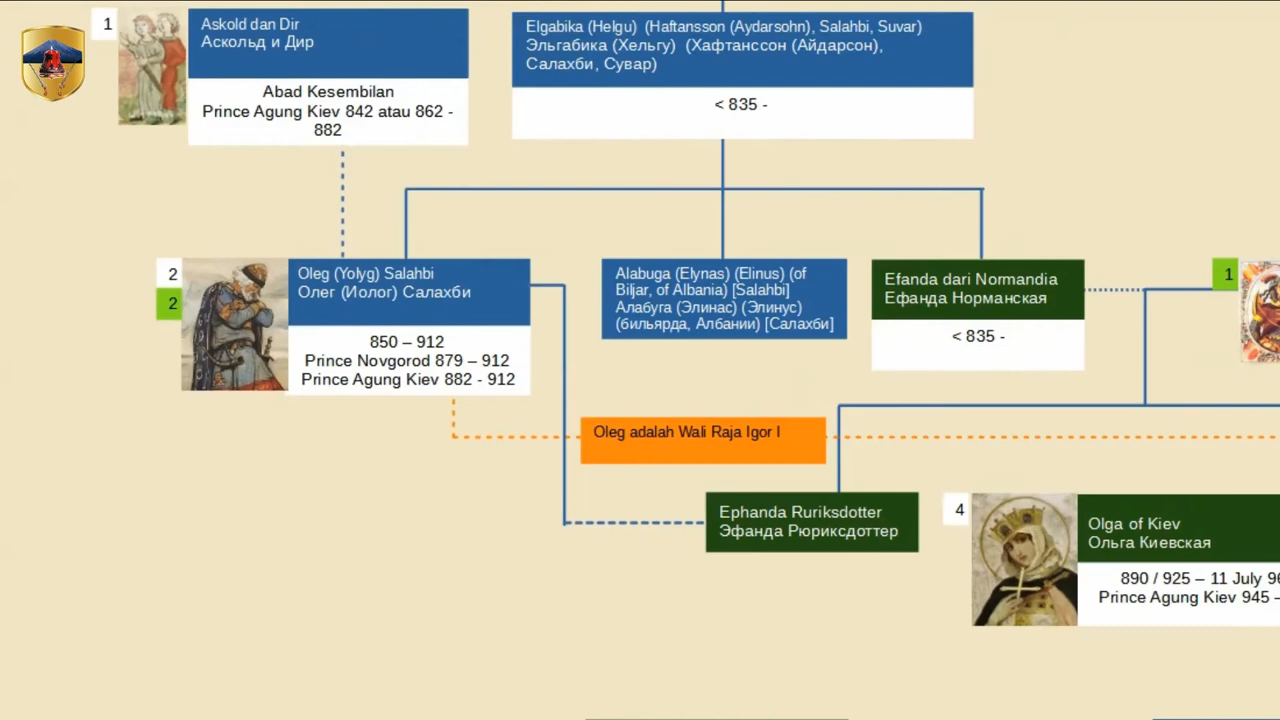 1
Askold dan Dir
Аскольд и Дир
Abad Kesembilan
Prince Agung Kiev 842 atau 862 -
882
Elgabika (Helgu) (Haftansson (Aydarsohn), Salahbi, Suvar)
Эльгабика (Хельгу) (Хафтанссон (Айдарсон),
Салахби, Сувар)
< 835 -
2
2
Oleg (Yolyg) Salahbi
Олег (Иолог) Салахби
850 – 912
Prince Novgorod 879 – 912
Prince Agung Kiev 882 - 912
Alabuga (Elynas) (Elinus) (of
Biljar, of Albania) [Salahbi]
Алабуга (Элинас) (Элинус)
(бильярда, Албании) [Салахби]
Efanda dari Normandia
Ефанда Норманская
< 835 -
1
Oleg adalah Wali Raja Igor I
Ephanda Ruriksdotter
Эфанда Рюриксдоттер
4
Olga of Kiev
Ольга Киевская
890 / 925 – 11 July 96
Prince Agung Kiev 945 –